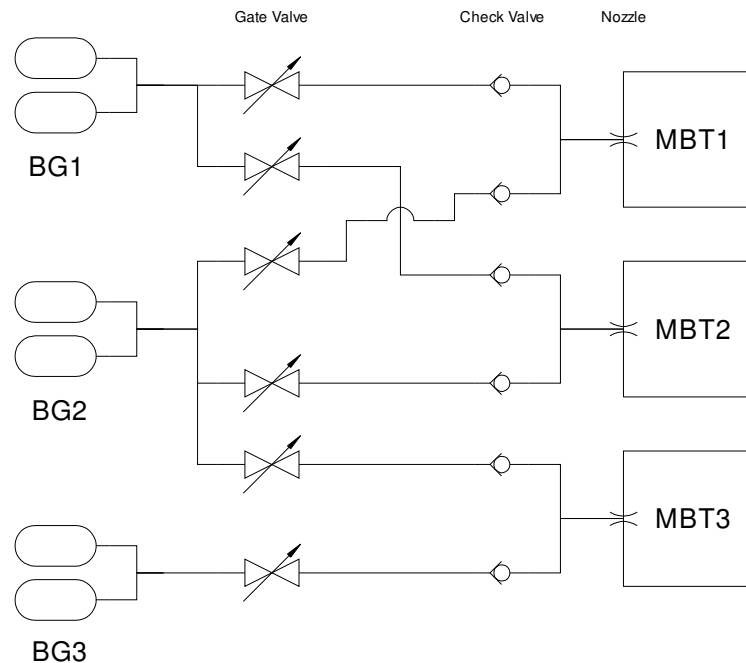 Gate Valve
Check Valve
Nozzle
MBT1
BG1
MBT2
BG2
MBT3
BG3